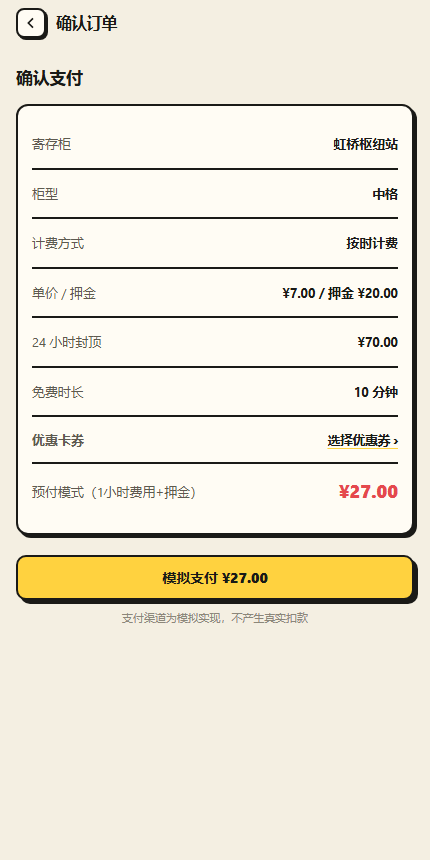 确认订单
确认支付
寄存柜 虹桥枢纽站
柜型 中格
计费方式 按时计费
单价 / 押金 ¥7.00 / 押金 ¥20.00
24 小时封顶 ¥70.00
免费时长 10 分钟
优惠卡券 选择优惠券 ›
预付模式（1小时费用+押金） ¥27.00
模拟支付 ¥27.00
支付渠道为模拟实现，不产生真实扣款